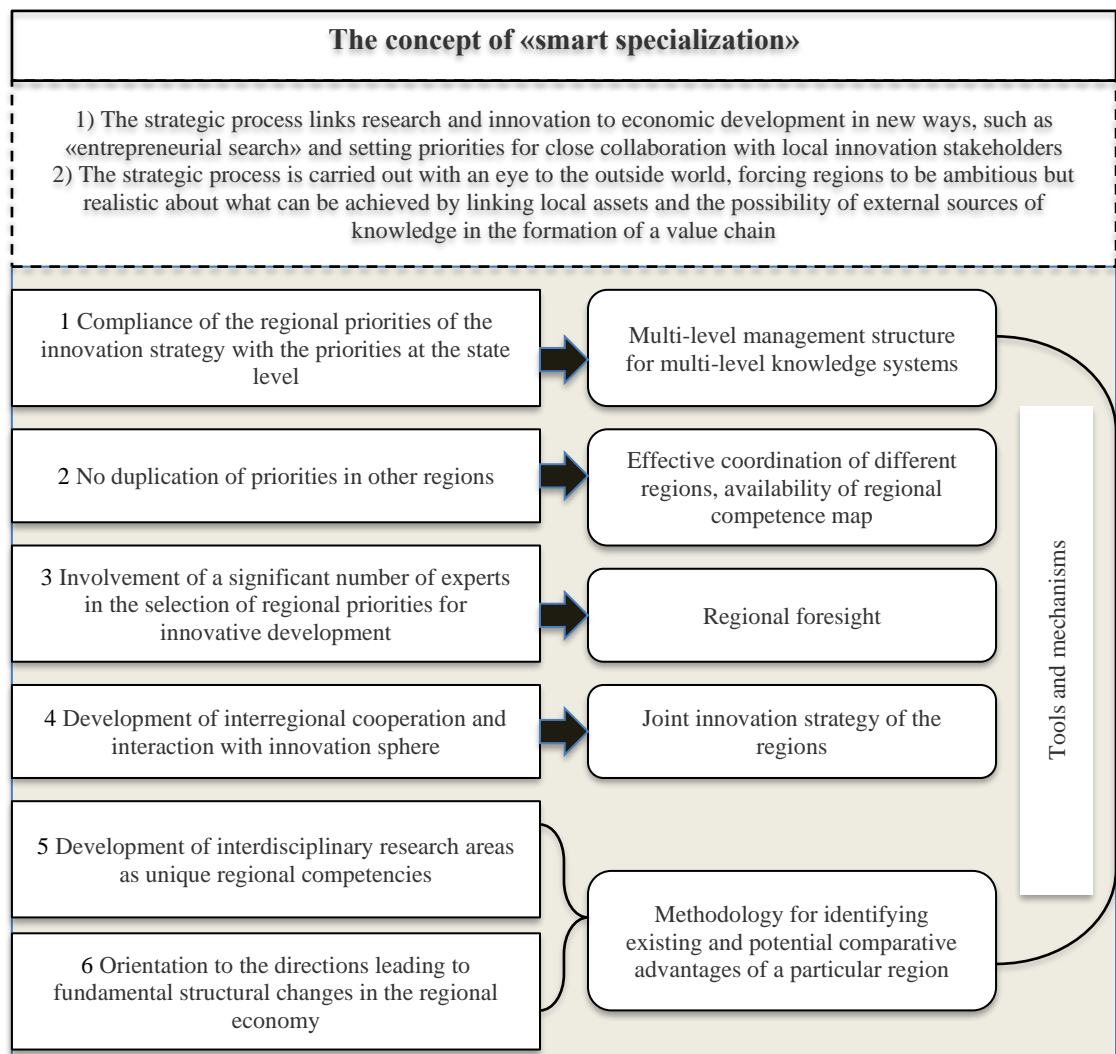 The concept of «smart specialization»
1) The strategic process links research and innovation to economic development in new ways, such as
«entrepreneurial search» and setting priorities for close collaboration with local innovation stakeholders
2) The strategic process is carried out with an eye to the outside world, forcing regions to be ambitious but
realistic about what can be achieved by linking local assets and the possibility of external sources of
knowledge in the formation of a value chain
1 Compliance of the regional priorities of the
innovation strategy with the priorities at the state
level
Multi-level management structure
for multi-level knowledge systems
2 No duplication of priorities in other regions
Effective coordination of different
regions, availability of regional
competence map
3 Involvement of a significant number of experts
in the selection of regional priorities for
innovative development
Regional foresight
4 Development of interregional cooperation and
interaction with innovation sphere
Joint innovation strategy of the
regions
5 Development of interdisciplinary research areas
as unique regional competencies
6 Orientation to the directions leading to
fundamental structural changes in the regional
economy
Methodology for identifying
existing and potential comparative
advantages of a particular region
Tools and mechanisms